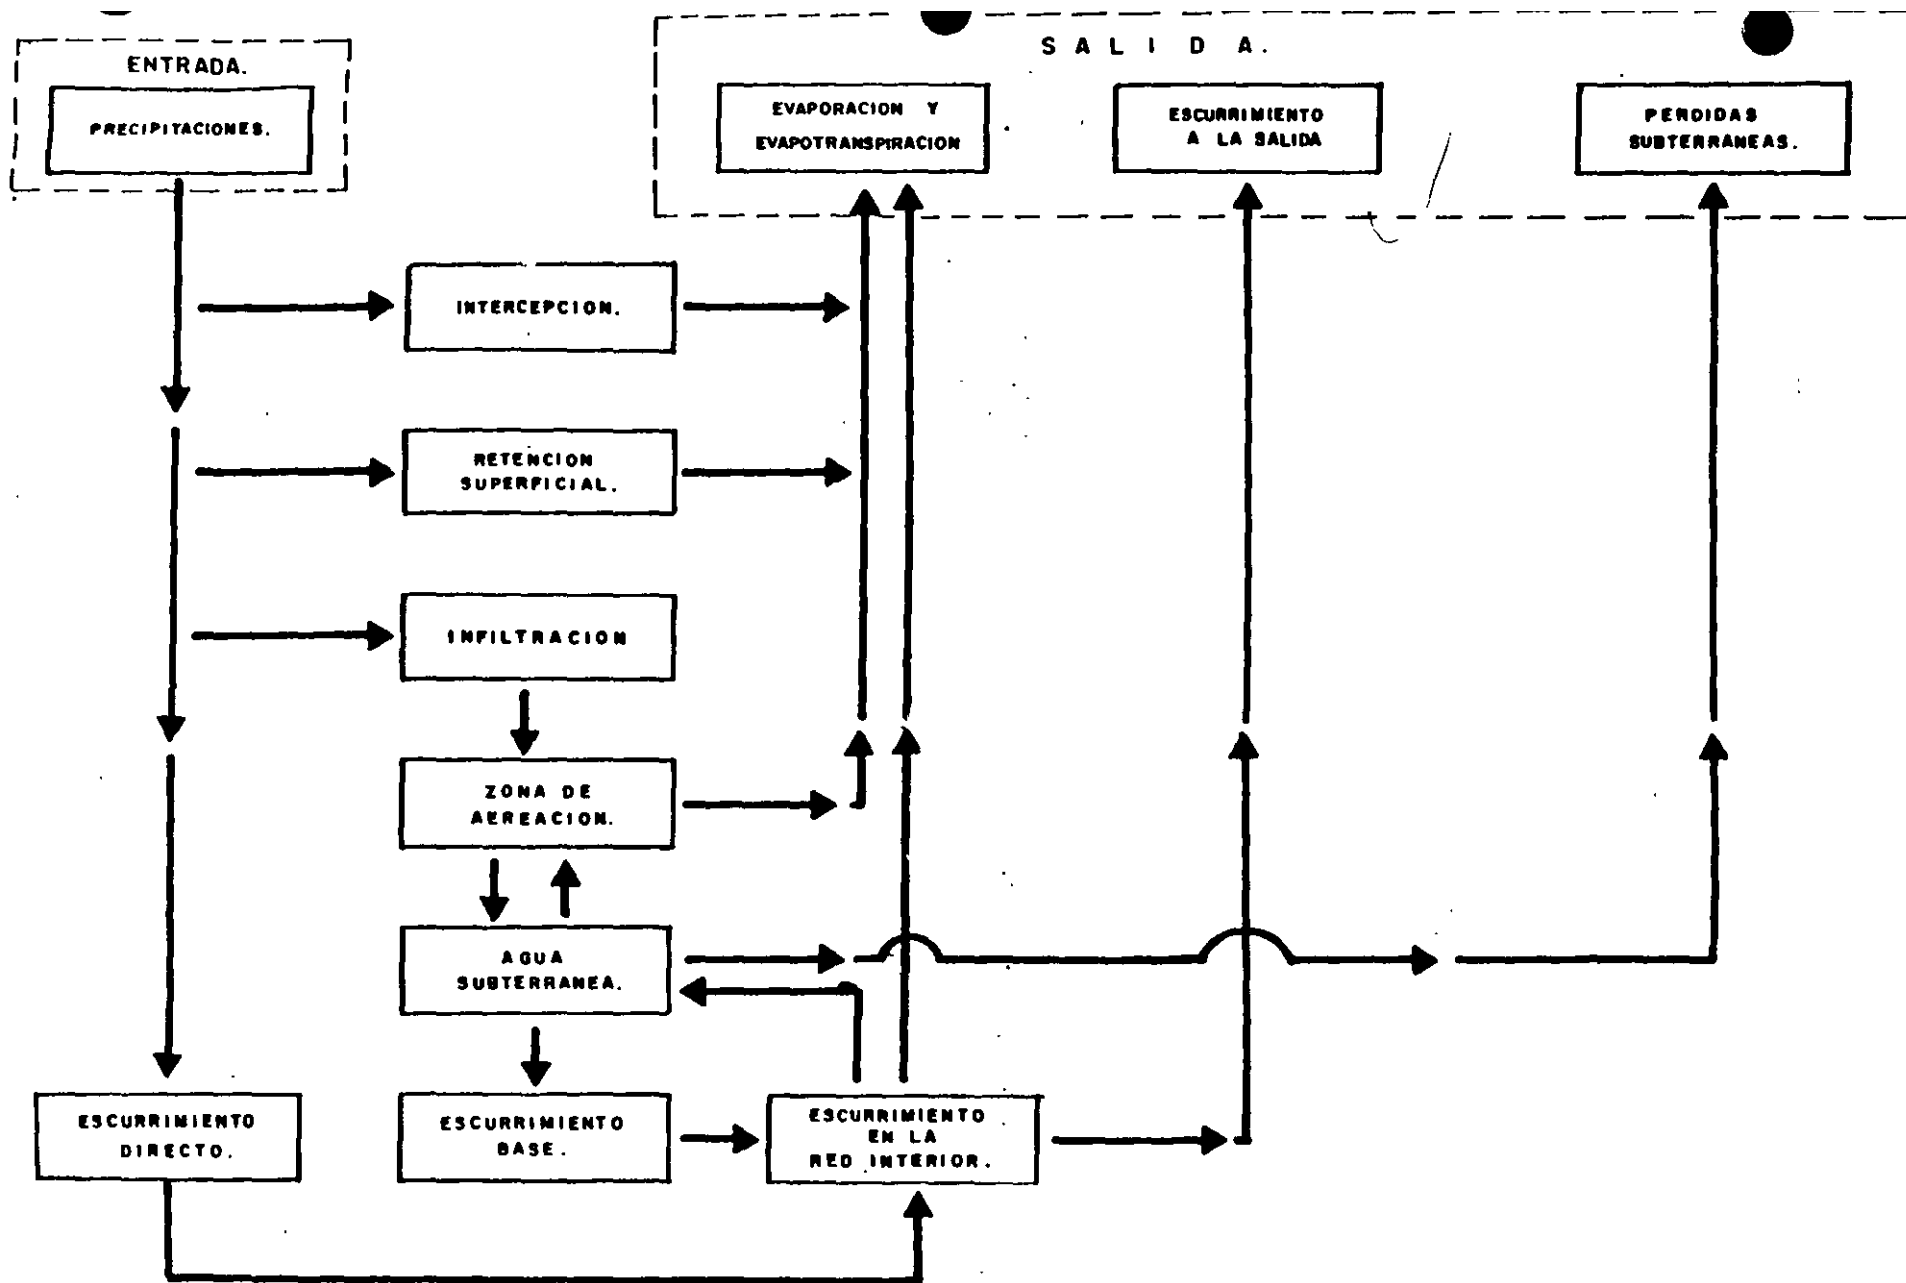 ENTRADA.
PRECIPITACIONES.
SALIDA.
EVAPORACION Y
EVAPOTRANSPIRACION
ESCURRIMIENTO
A LA SALIDA
PERDIDAS
SUBTERRANEAS.
INTERCEPCION.
RETENCION
SUPERFICIAL.
INFILTRACION
ZONA DE
AEREACION.
AGUA
SUBTERRANEA.
ESCURRIMIENTO
DIRECTO.
ESCURRIMIENTO
BASE.
ESCURRIMIENTO
EN LA
RED INTERIOR.